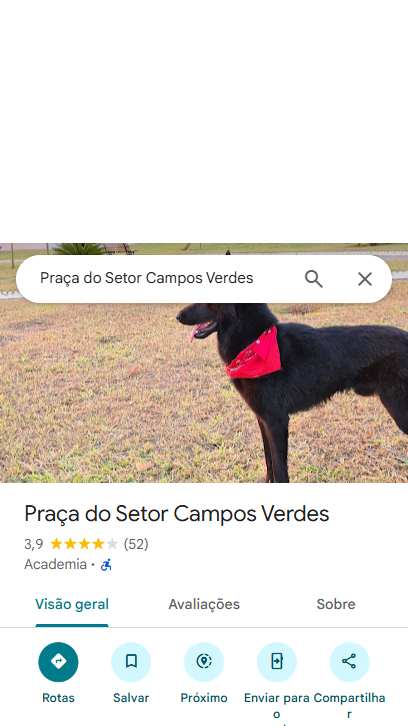 Praça do Setor Campos Verdes
Praça do Setor Campos Verdes
3,9 (52)
Academia ·
Visão geral
Avaliações
Sobre
Rotas
Salvar
Próximo
Enviar para
o
Compartilha
r